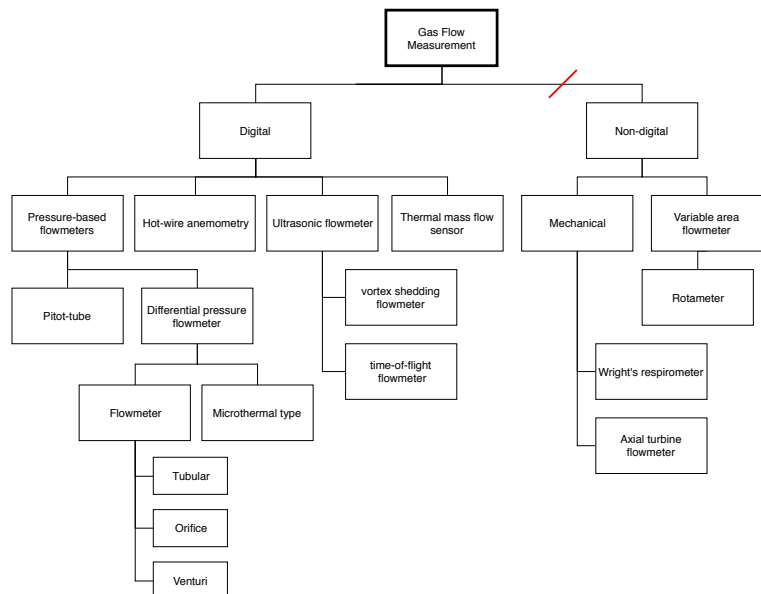 Gas Flow
Measurement
Digital
Non-digital
Pressure-based
flowmeters
Hot-wire anemometry
Ultrasonic flowmeter
Thermal mass flow
sensor
Mechanical
Variable area
flowmeter
Pitot-tube
Differential pressure
flowmeter
vortex shedding
flowmeter
Rotameter
time-of-flight
flowmeter
Wright's respirometer
Flowmeter
Microthermal type
Axial turbine
flowmeter
Tubular
Orifice
Venturi